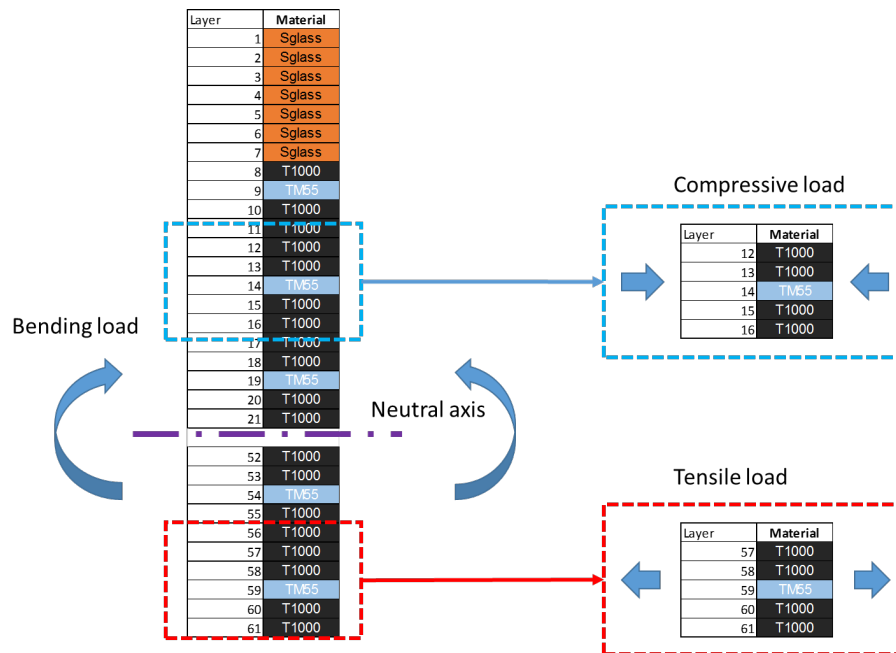 Layer Material
1 Sglass
2 Sglass
3 Sglass
4 Sglass
5 Sglass
6 Sglass
7 Sglass
8 T1000
9 TM55
10 T1000
11 T1000
12 T1000
13 T1000
14 TM55
15 T1000
16 T1000
17 T1000
18 T1000
19 TM55
20 T1000
21 T1000
52 T1000
53 T1000
54 TM55
55 T1000
56 T1000
57 T1000
58 T1000
59 TM55
60 T1000
61 T1000
Bending load
Neutral axis
Compressive load
Layer Material
12 T1000
13 T1000
14 TM55
15 T1000
16 T1000
Tensile load
Layer Material
57 T1000
58 T1000
59 TM55
60 T1000
61 T1000